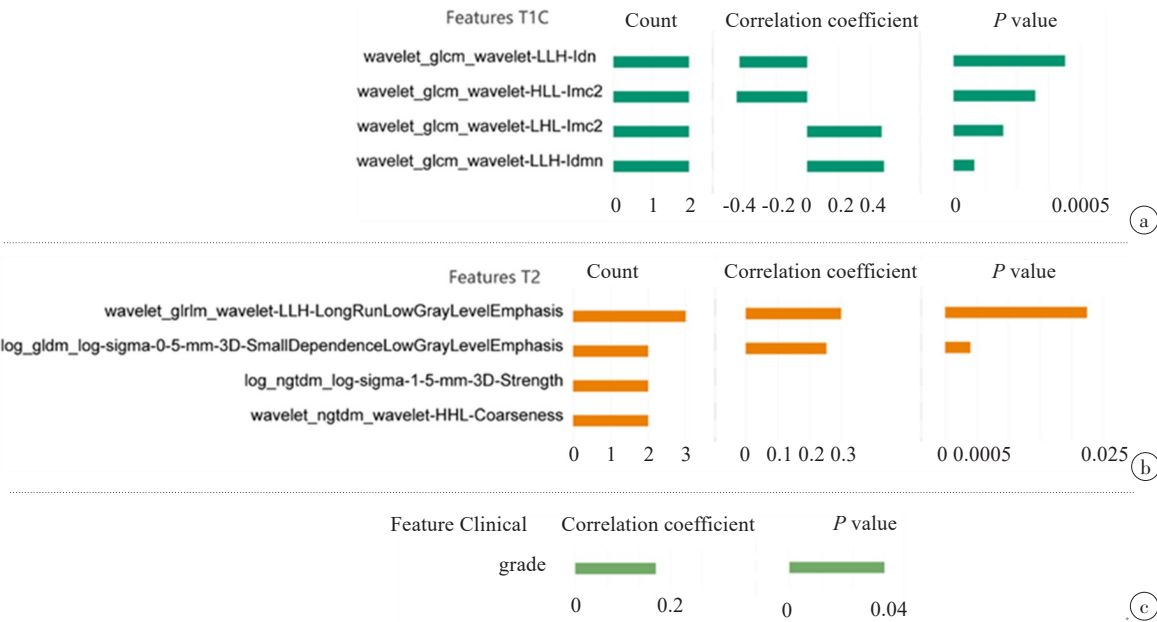 Features T1C Count Correlation coefficient P value
wavelet_glcm_wavelet-LLH-Idn
wavelet_glcm_wavelet-HLL-Imc2
wavelet_glcm_wavelet-LHL-Imc2
wavelet_glcm_wavelet-LLH-Idmn
0 1 2 -0.4 -0.2 0 0.2 0.4 0 0.0005
a
Features T2 Count Correlation coefficient P value
wavelet_glrlm_wavelet-LLH-LongRunLowGrayLevelEmphasis
log_gldm_log-sigma-0-5-mm-3D-SmallDependenceLowGrayLevelEmphasis
log_ngtdm_log-sigma-1-5-mm-3D-Strength
wavelet_ngtdm_wavelet-HHL-Coarseness
0 1 2 3 0 0.1 0.2 0.3 0 0.0005 0.025
b
Feature Clinical Correlation coefficient P value
grade
0 0.2 0 0.04
c